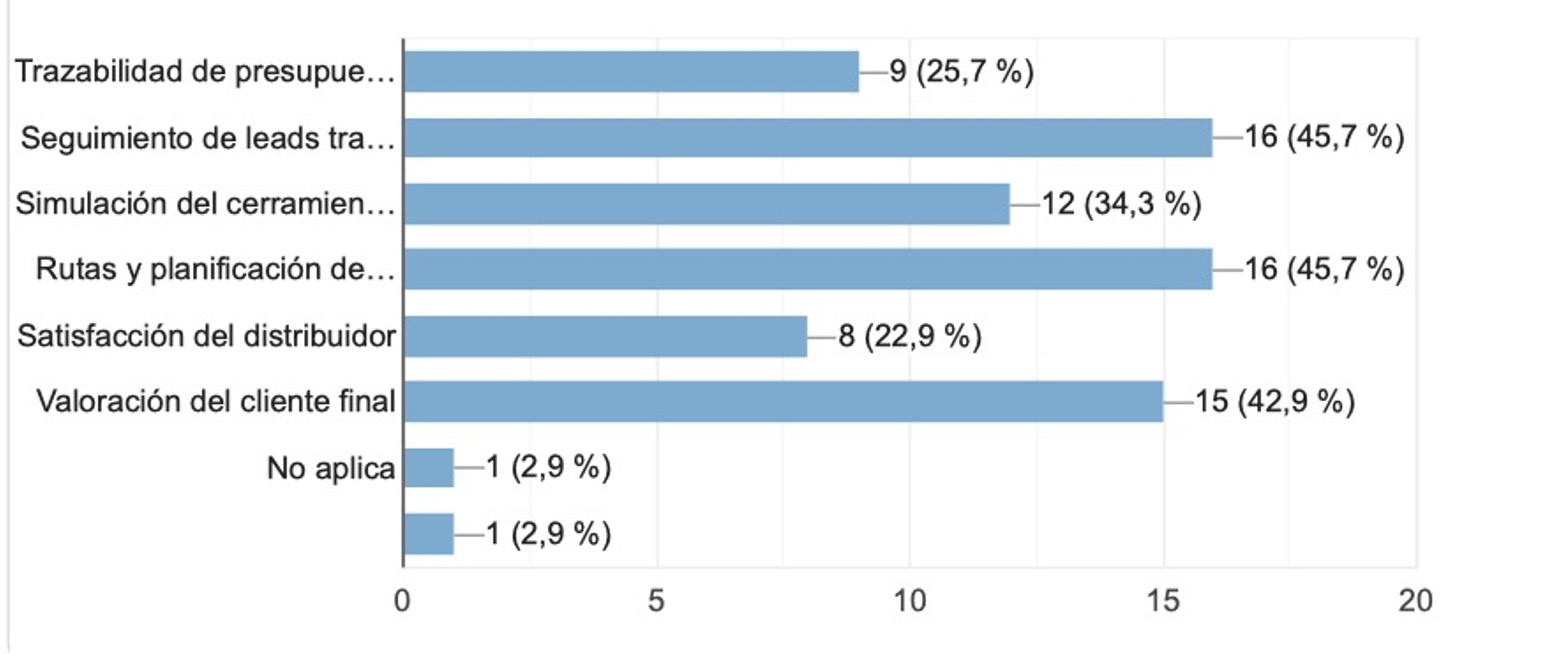 Trazabilidad de presupue… 9 (25,7 %)
Seguimiento de leads tra… 16 (45,7 %)
Simulación del cerramien… 12 (34,3 %)
Rutas y planificación de… 16 (45,7 %)
Satisfacción del distribuidor 8 (22,9 %)
Valoración del cliente final 15 (42,9 %)
No aplica 1 (2,9 %)
1 (2,9 %)
0 5 10 15 20